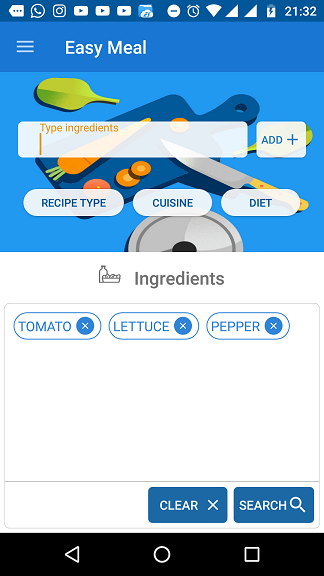 21:32
Easy Meal
Type ingredients
ADD
RECIPE TYPE
CUISINE
DIET
Ingredients
TOMATO
LETTUCE
PEPPER
CLEAR
SEARCH